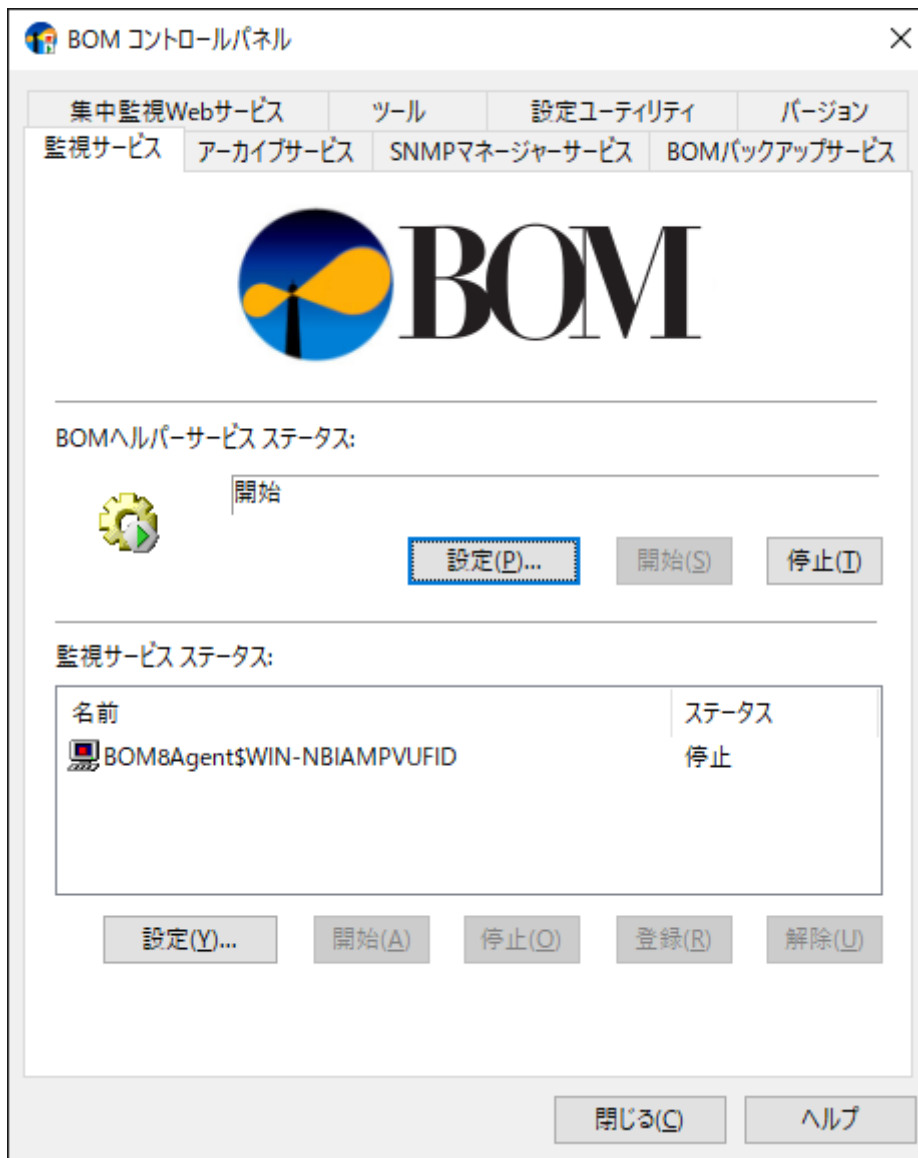 BOM コントロールパネル
集中監視Webサービス ツール 設定ユーティリティ バージョン
監視サービス アーカイブサービス SNMPマネージャーサービス BOMバックアップサービス
BOM
BOMヘルパーサービス ステータス:
開始
設定(P)... 開始(S) 停止(T)
監視サービス ステータス:
名前 ステータス
BOM8Agent$WIN-NBIAMPVUFID 停止
設定(Y)... 開始(A) 停止(O) 登録(R) 解除(U)
閉じる(C) ヘルプ